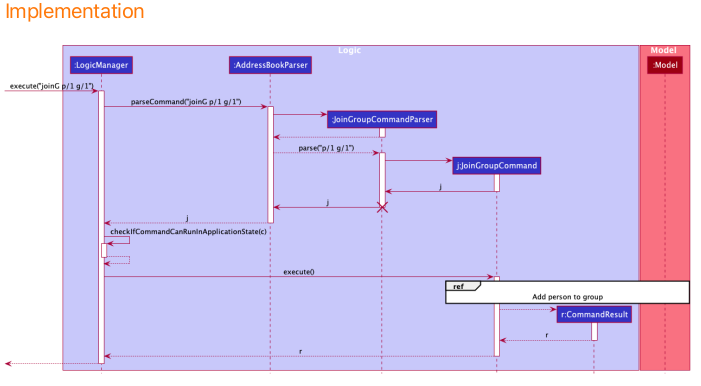 Implementation
Logic
Model
:LogicManager
:AddressBookParser
:Model
execute("joinG p/1 g/1")
parseCommand("joinG p/1 g/1")
:JoinGroupCommandParser
parse("p/1 g/1")
j:JoinGroupCommand
j
j
j
checkIfCommandCanRunInApplicationState(c)
execute()
ref
Add person to group
r:CommandResult
r
r